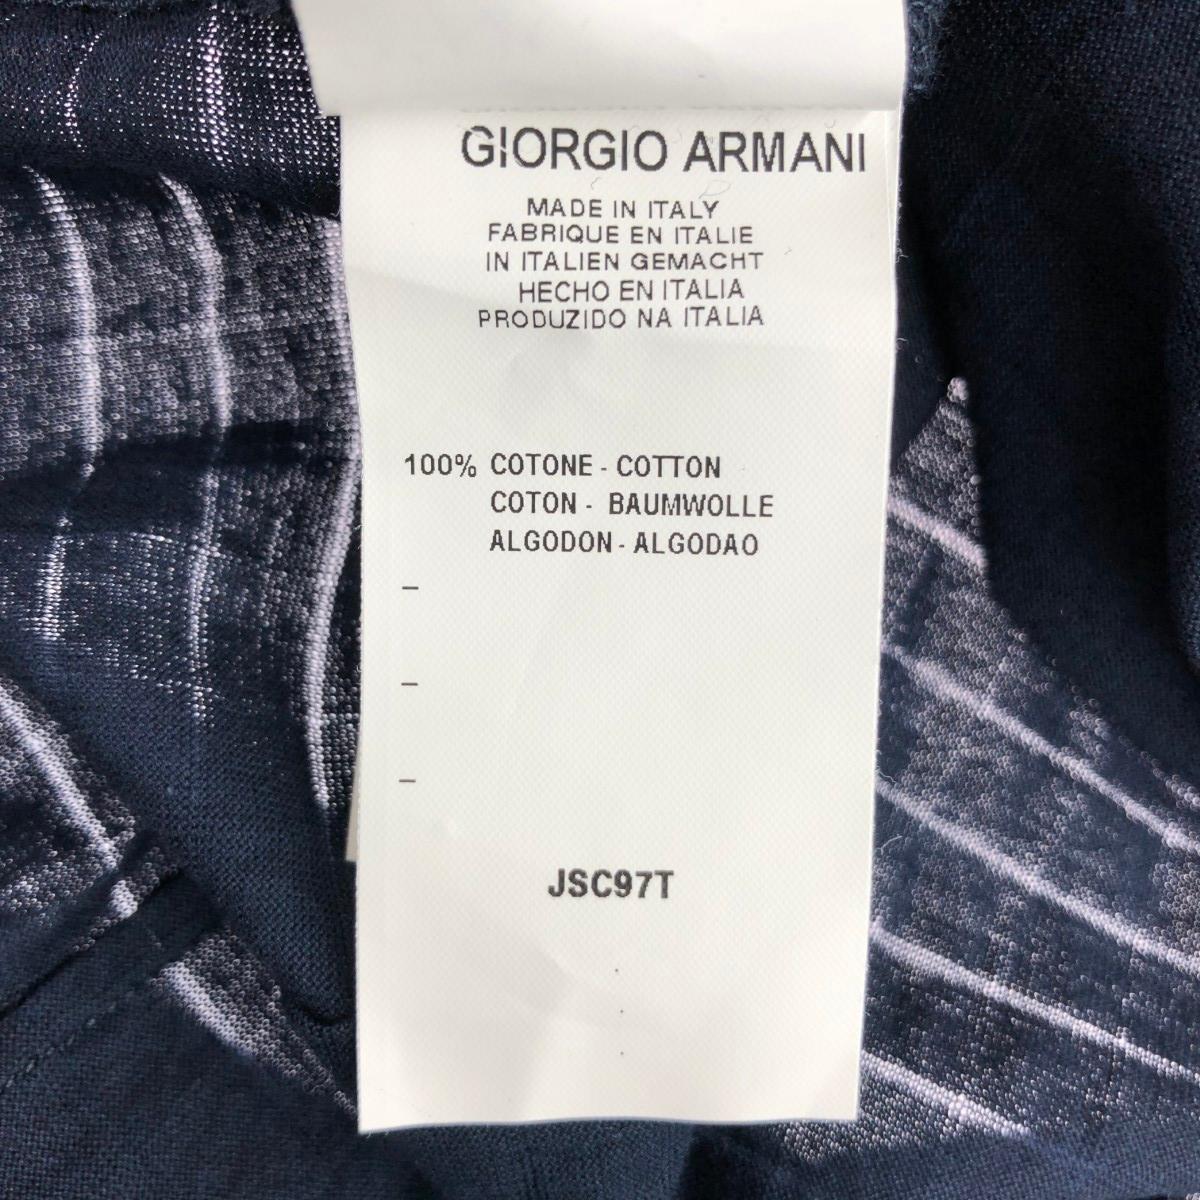 GIORGIO ARMANI
MADE IN ITALY
FABRIQUE EN ITALIE
IN ITALIEN GEMACHT
HECHO EN ITALIA
PRODUZIDO NA ITALIA
100% COTONE - COTTON
COTON - BAUMWOLLE
ALGODON - ALGODAO
–
–
–
JSC97T